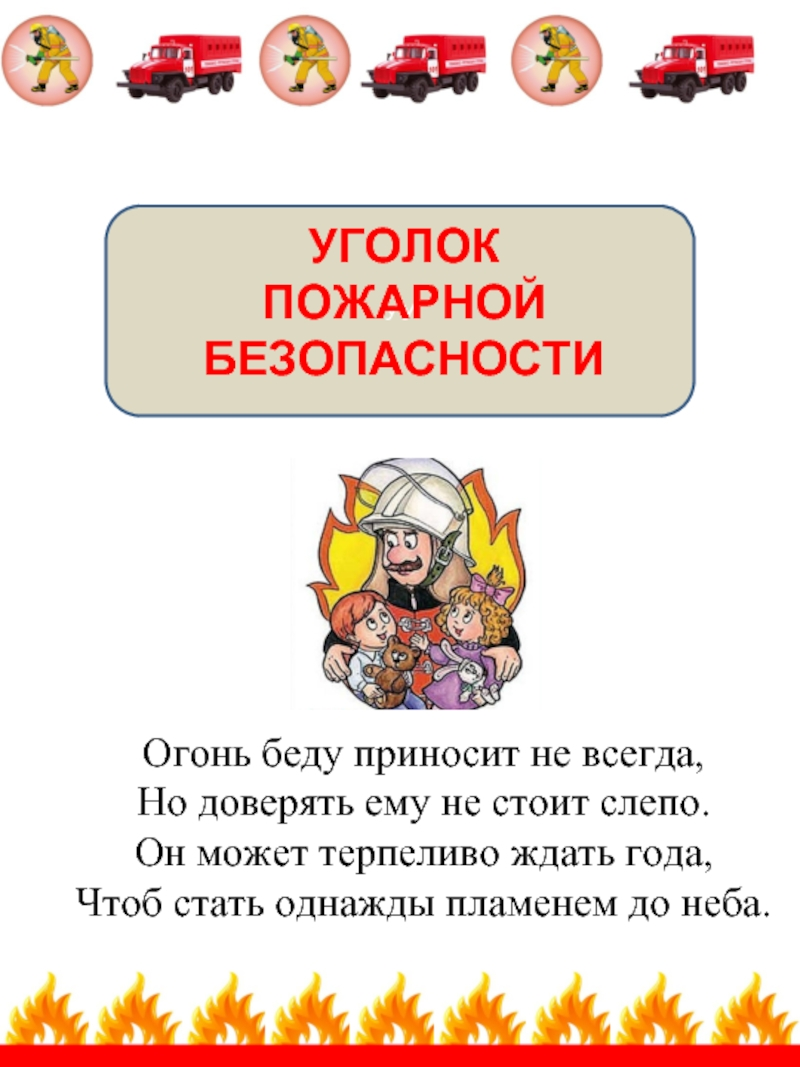 УГОЛОК
ПОЖАРНОЙ
БЕЗОПАСНОСТИ
Огонь беду приносит не всегда,
Но доверять ему не стоит слепо.
Он может терпеливо ждать года,
Чтоб стать однажды пламенем до неба.